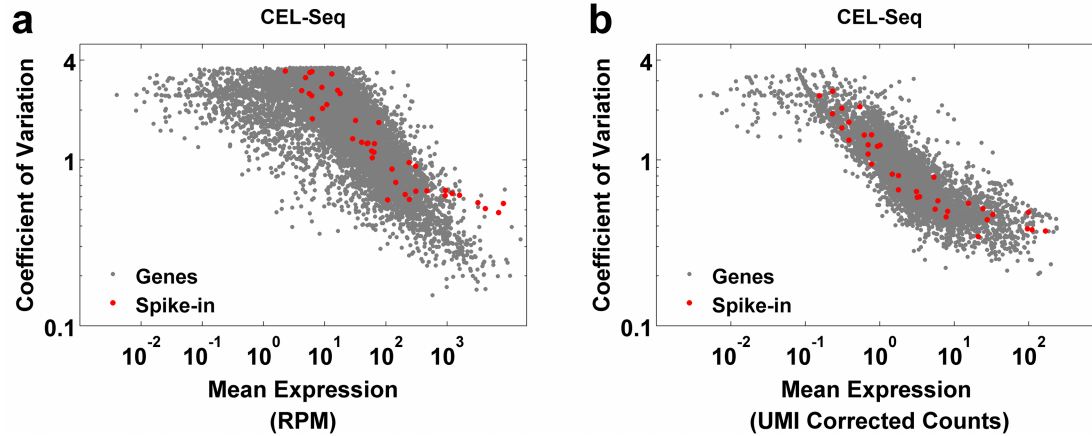 a
CEL-Seq
Coefficient of Variation
4
1
0.1
Genes
Spike-in
10^-2 10^-1 10^0 10^1 10^2 10^3
Mean Expression
(RPM)
b
CEL-Seq
Coefficient of Variation
4
1
0.1
Genes
Spike-in
10^-2 10^-1 10^0 10^1 10^2
Mean Expression
(UMI Corrected Counts)